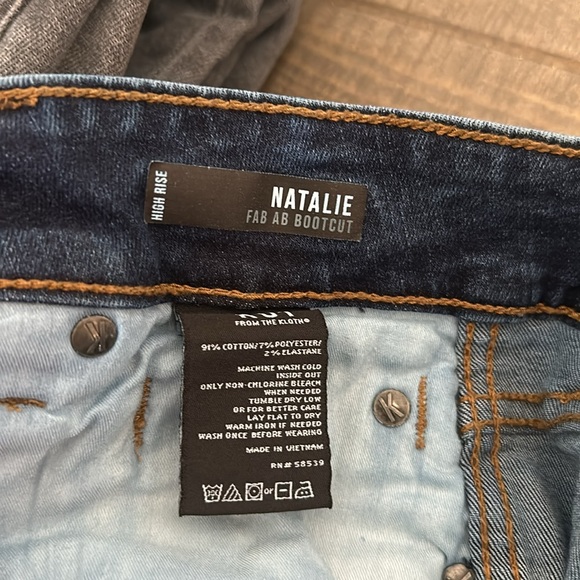 HIGH RISE
NATALIE
FAB AB BOOTCUT
KUT
FROM THE KLOTH®
91% COTTON/7% POLYESTER/
2% ELASTANE
MACHINE WASH COLD
INSIDE OUT
ONLY NON-CHLORINE BLEACH
WHEN NEEDED
TUMBLE DRY LOW
OR FOR BETTER CARE
LAY FLAT TO DRY
WARM IRON IF NEEDED
WASH ONCE BEFORE WEARING
MADE IN VIETNAM
RN# 58539
or
K
K